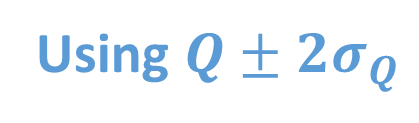 Using Q ± 2σ_Q